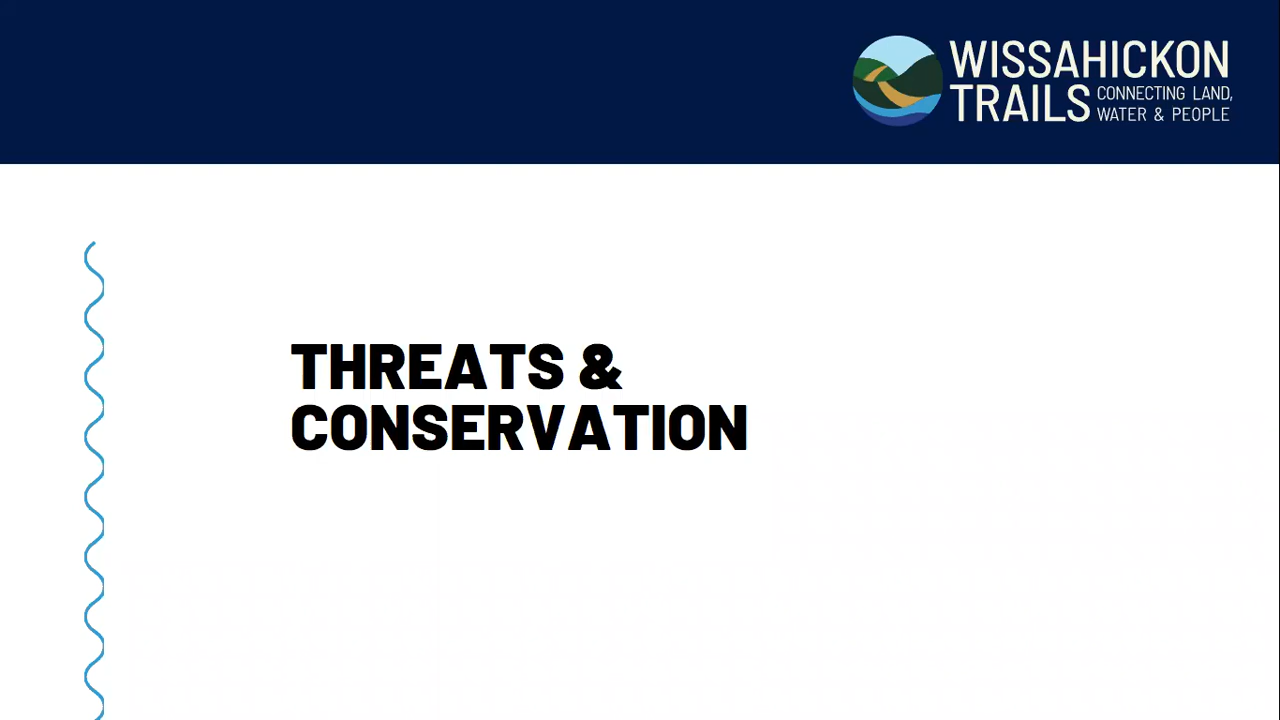 WISSAHICKON
TRAILS CONNECTING LAND,
WATER & PEOPLE
THREATS &
CONSERVATION